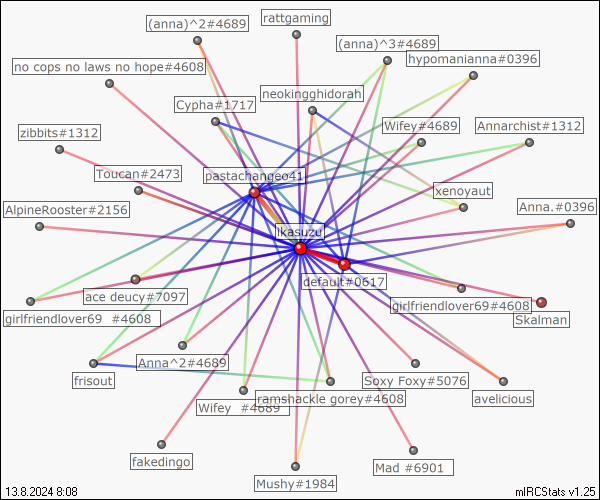 rattgaming
(anna)^2#4689
(anna)^3#4689
hypomanianna#0396
no cops no laws no hope#4608
neokingghidorah
Cypha#1717
Wifey#4689
Annarchist#1312
zibbits#1312
Toucan#2473
pastachangeo41
xenoyaut
AlpineRooster#2156
Anna.#0396
ikasuzu
default#0617
ace deucy#7097
girlfriendlover69#4608
girlfriendlover69 #4608
Skalman
Anna^2#4689
frisout
Soxy Foxy#5076
avelicious
Wifey #4689
ramshackle gorey#4608
fakedingo
Mad #6901
Mushy#1984
13.8.2024 8:08
mIRCStats v1.25